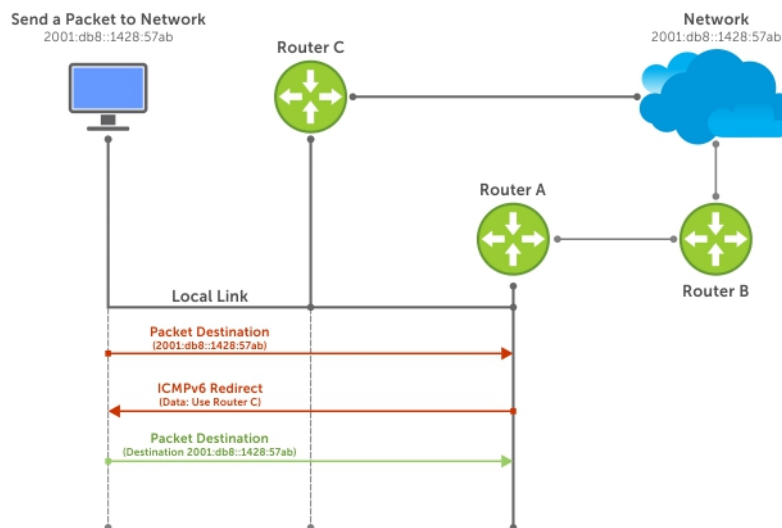 Send a Packet to Network
2001:db8::1428:57ab
Router C
Network
2001:db8::1428:57ab
Router A
Router B
Local Link
Packet Destination
(2001:db8::1428:57ab)
ICMPv6 Redirect
(Data: Use Router C)
Packet Destination
(Destination 2001:db8::1428:57ab)